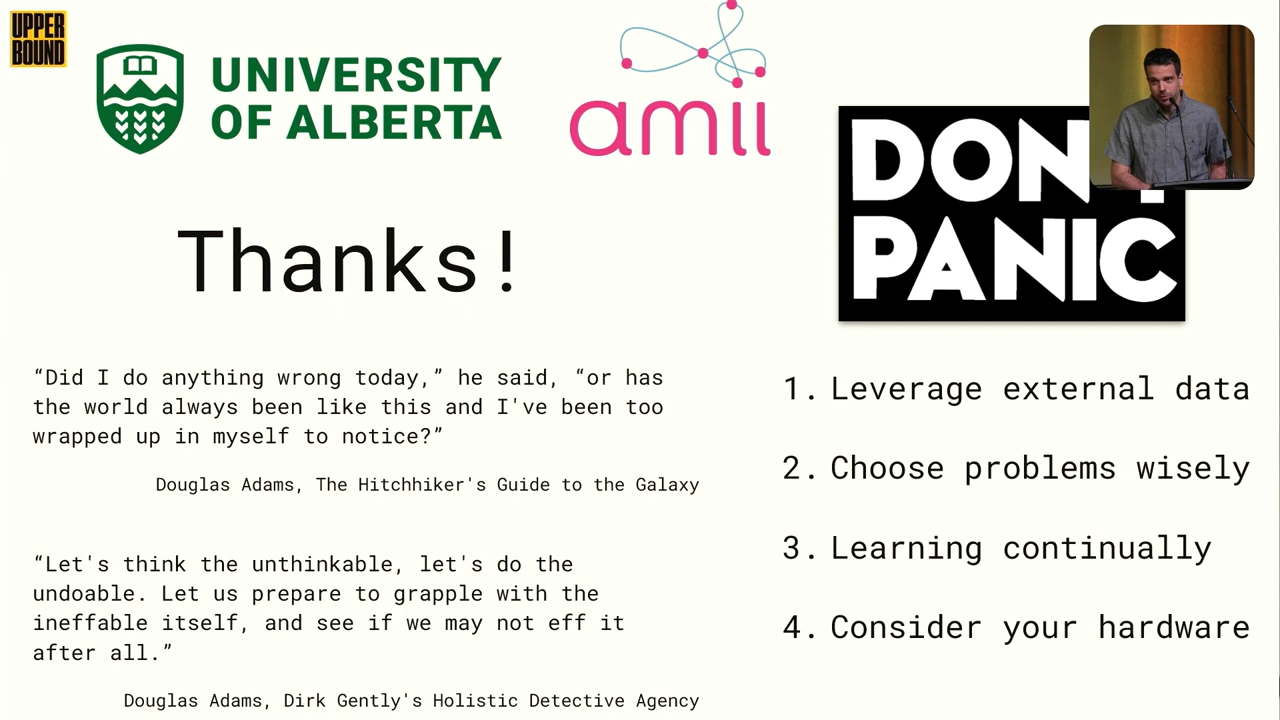 UPPER
BOUND
UNIVERSITY
OF ALBERTA
amii
DON'T
PANIC
Thanks!
“Did I do anything wrong today,” he said, “or has
the world always been like this and I've been too
wrapped up in myself to notice?”
Douglas Adams, The Hitchhiker's Guide to the Galaxy
“Let's think the unthinkable, let's do the
undoable. Let us prepare to grapple with the
ineffable itself, and see if we may not eff it
after all.”
Douglas Adams, Dirk Gently's Holistic Detective Agency
1. Leverage external data
2. Choose problems wisely
3. Learning continually
4. Consider your hardware